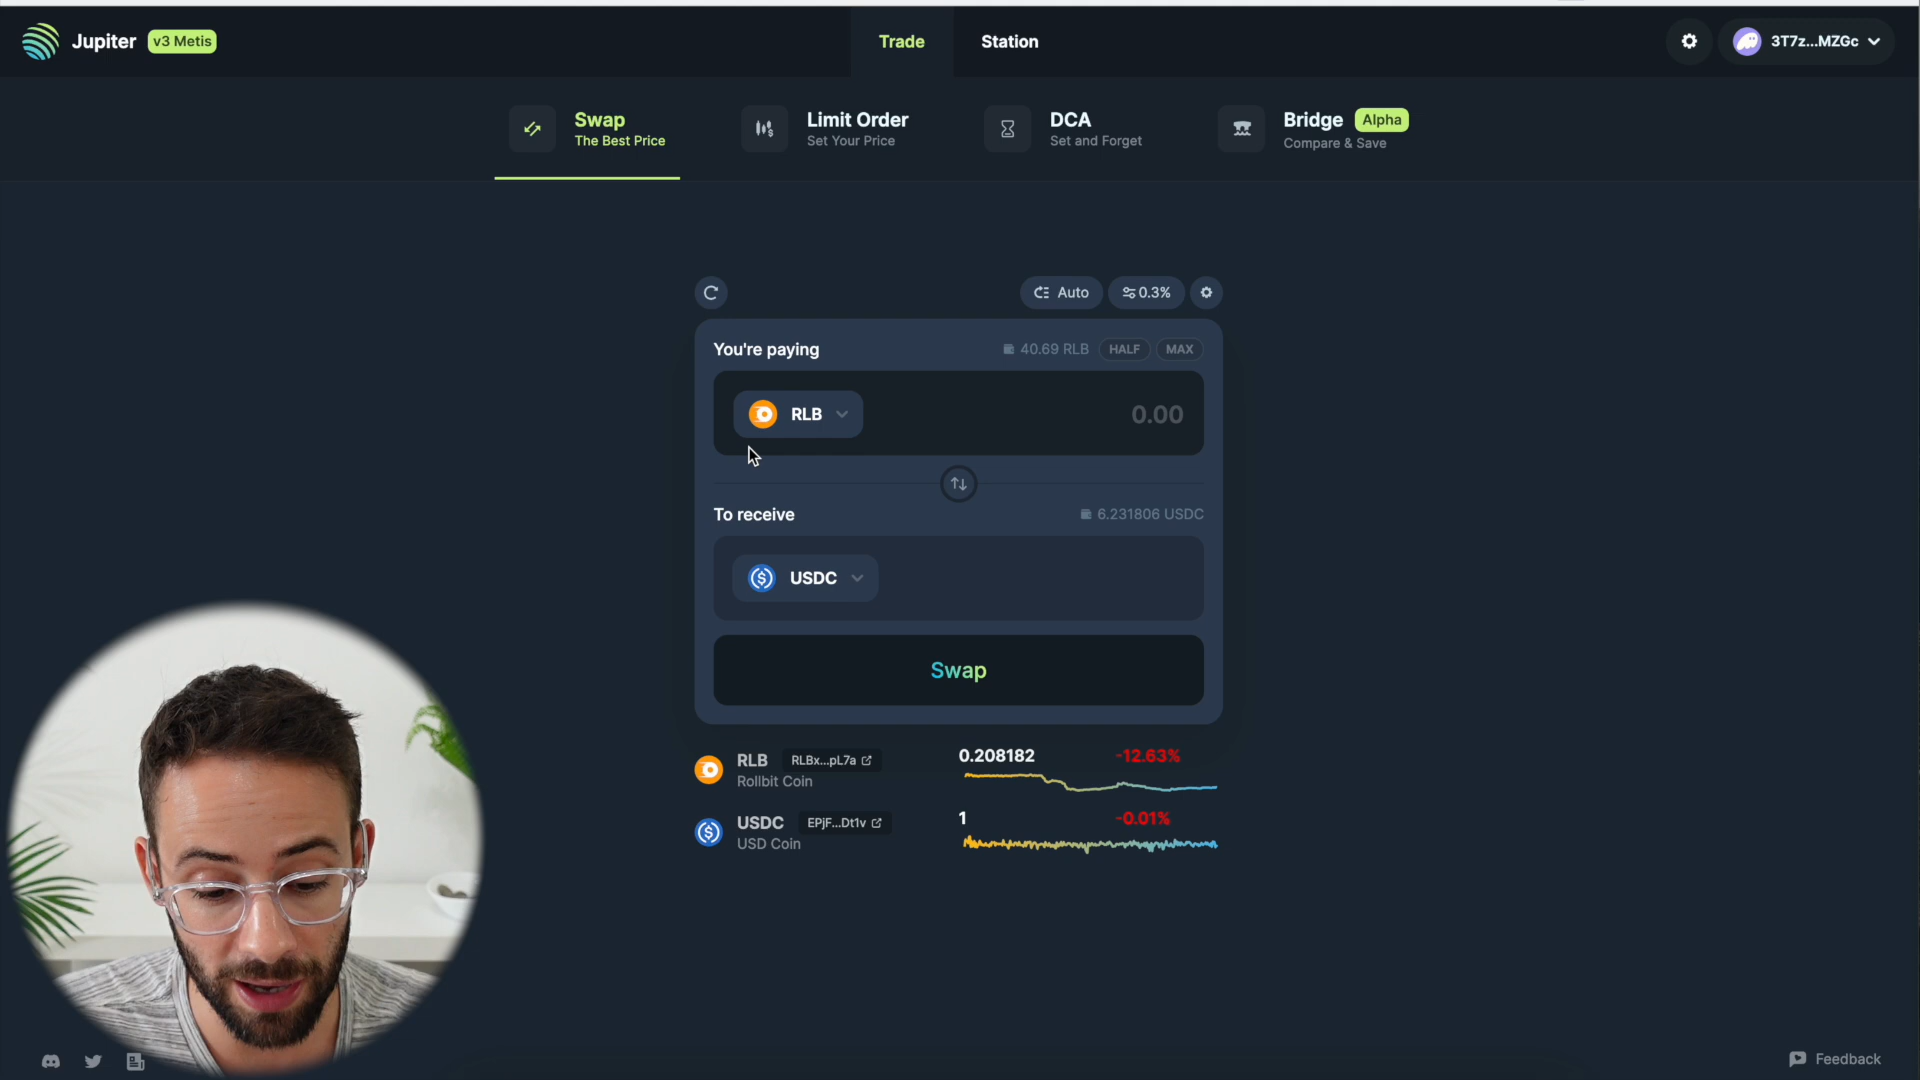 Jupiter v3 Metis
Trade
Station
3T7z...MZGc
Swap
The Best Price
Limit Order
Set Your Price
DCA
Set and Forget
Bridge Alpha
Compare & Save
Auto
0.3%
You're paying
40.69 RLB HALF MAX
RLB
0.00
To receive
6.231806 USDC
USDC
Swap
RLB RLBx...pL7a
Rollbit Coin
0.208182
-12.63%
USDC EPjF...Dt1v
USD Coin
1
-0.01%
Feedback